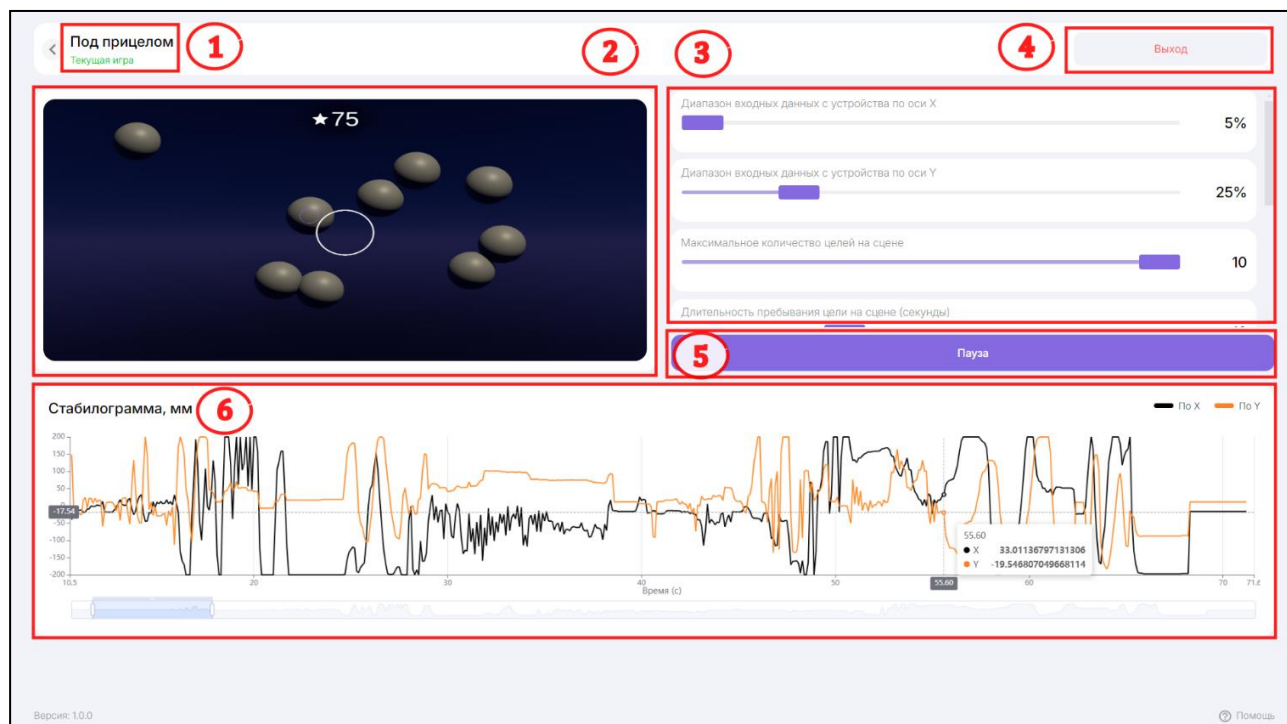 Под прицелом
Текущая игра
1
2
3
4
Выход
★75
Диапазон входных данных с устройства по оси X
5%
Диапазон входных данных с устройства по оси Y
25%
Максимальное количество целей на сцене
10
Длительность пребывания цели на сцене (секунды)
5
Пауза
Стабилограмма, мм
6
По X
По Y
200
150
100
50
0
-17.54
-50
-100
-150
-200
10.5
20
30
40
50
55.60
60
70
71.6
Время (с)
55.60
X 33.01136797131306
Y -19.546807049668114
Версия: 1.0.0
Помощь